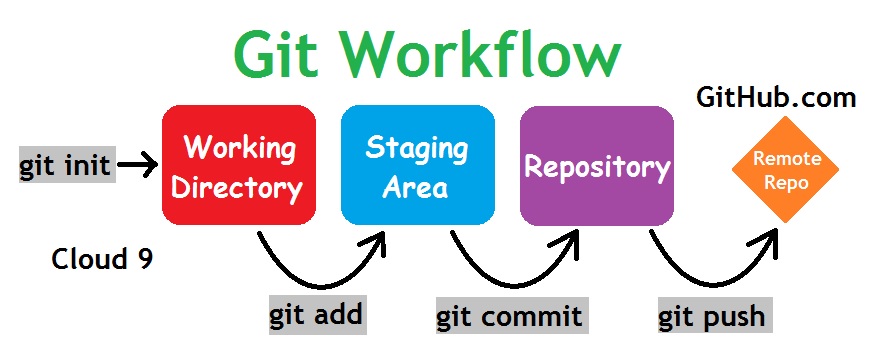 Git Workflow
GitHub.com
git init
Working
Directory
Staging
Area
Repository
Remote
Repo
Cloud 9
git add
git commit
git push